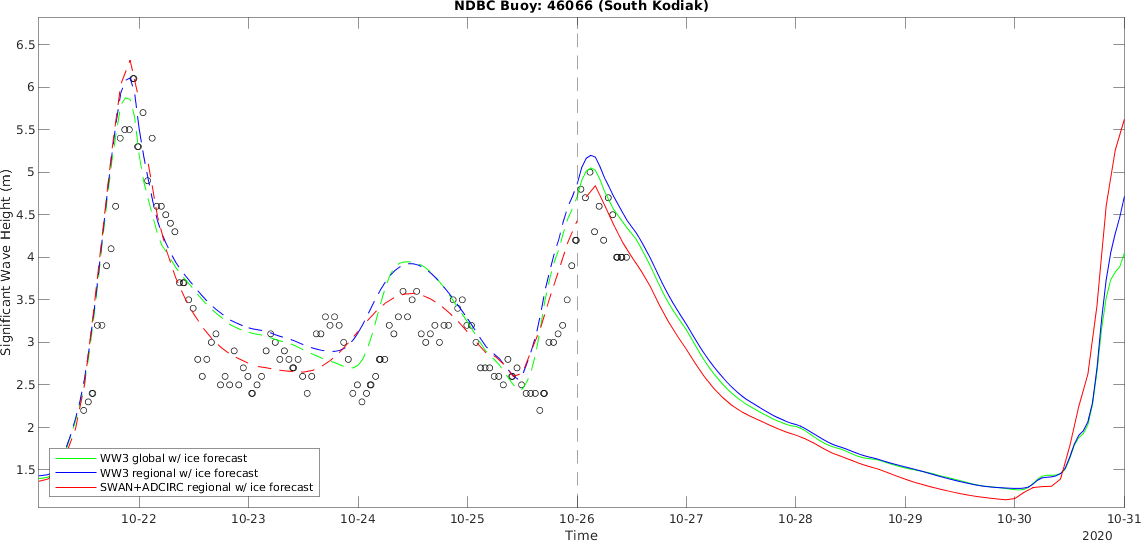 NDBC Buoy: 46066 (South Kodiak)
Significant Wave Height (m)
6.5
6
5.5
5
4.5
4
3.5
3
2.5
2
1.5
WW3 global w/ ice forecast
WW3 regional w/ ice forecast
SWAN+ADCIRC regional w/ ice forecast
10-22 10-23 10-24 10-25 10-26 10-27 10-28 10-29 10-30 10-31
Time
2020